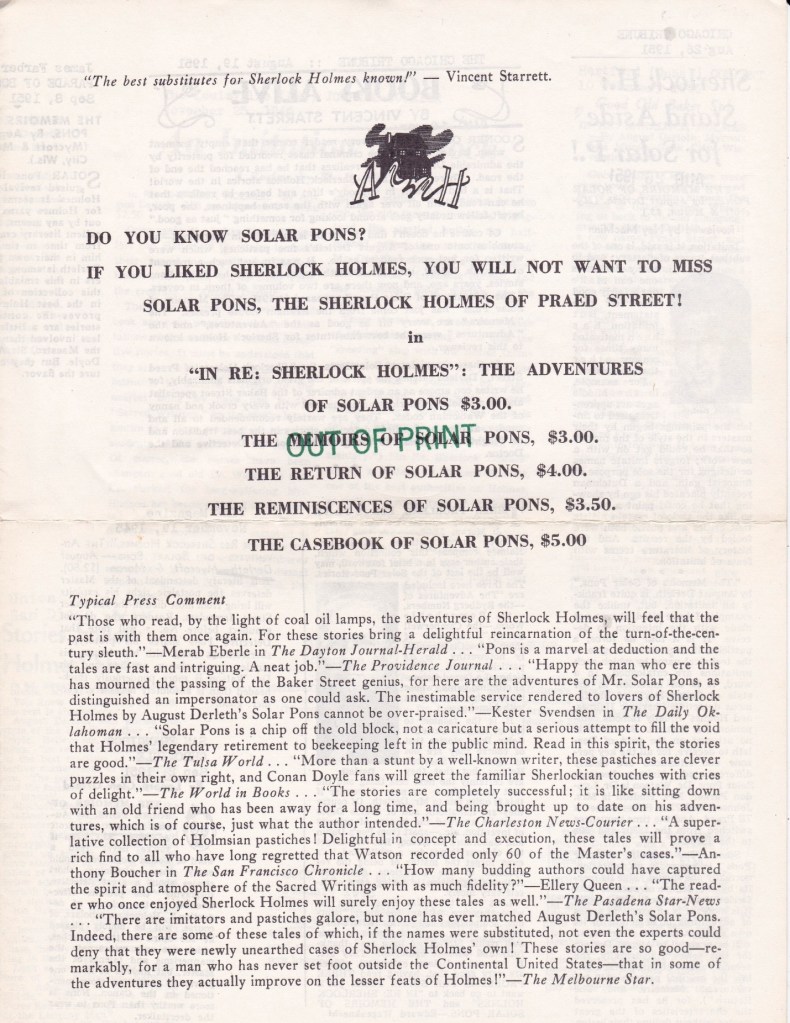 "The best substitutes for Sherlock Holmes known!" — Vincent Starrett.
AMH
DO YOU KNOW SOLAR PONS?
IF YOU LIKED SHERLOCK HOLMES, YOU WILL NOT WANT TO MISS
SOLAR PONS, THE SHERLOCK HOLMES OF PRAED STREET!
in
"IN RE: SHERLOCK HOLMES": THE ADVENTURES
OF SOLAR PONS $3.00.
THE MEMOIRS OF SOLAR PONS, $3.00.
OUT OF PRINT
THE RETURN OF SOLAR PONS, $4.00.
THE REMINISCENCES OF SOLAR PONS, $3.50.
THE CASEBOOK OF SOLAR PONS, $5.00
Typical Press Comment
"Those who read, by the light of coal oil lamps, the adventures of Sherlock Holmes, will feel that the
past is with them once again. For these stories bring a delightful reincarnation of the turn-of-the-cen-
tury sleuth."—Merab Eberle in The Dayton Journal-Herald . . . "Pons is a marvel at deduction and the
tales are fast and intriguing. A neat job."—The Providence Journal . . . "Happy the man who ere this
has mourned the passing of the Baker Street genius, for here are the adventures of Mr. Solar Pons, as
distinguished an impersonator as one could ask. The inestimable service rendered to lovers of Sherlock
Holmes by August Derleth's Solar Pons cannot be over-praised."—Kester Svendsen in The Daily Ok-
lahoman . . . "Solar Pons is a chip off the old block, not a caricature but a serious attempt to fill the void
that Holmes' legendary retirement to beekeeping left in the public mind. Read in this spirit, the stories
are good."—The Tulsa World . . . "More than a stunt by a well-known writer, these pastiches are clever
puzzles in their own right, and Conan Doyle fans will greet the familiar Sherlockian touches with cries
of delight."—The World in Books . . . "The stories are completely successful; it is like sitting down
with an old friend who has been away for a long time, and being brought up to date on his adven-
tures, which is of course, just what the author intended."—The Charleston News-Courier . . . "A super-
lative collection of Holmsian pastiches! Delightful in concept and execution, these tales will prove a
rich find to all who have long regretted that Watson recorded only 60 of the Master's cases."—An-
thony Boucher in The San Francisco Chronicle . . . "How many budding authors could have captured
the spirit and atmosphere of the Sacred Writings with as much fidelity?"—Ellery Queen . . . "The read-
er who once enjoyed Sherlock Holmes will surely enjoy these tales as well."—The Pasadena Star-News
. . . "There are imitators and pastiches galore, but none has ever matched August Derleth's Solar Pons.
Indeed, there are some of these tales of which, if the names were substituted, not even the experts could
deny that they were newly unearthed cases of Sherlock Holmes' own! These stories are so good—re-
markably, for a man who has never set foot outside the Continental United States—that in some of
the adventures they actually improve on the lesser feats of Holmes!"—The Melbourne Star.